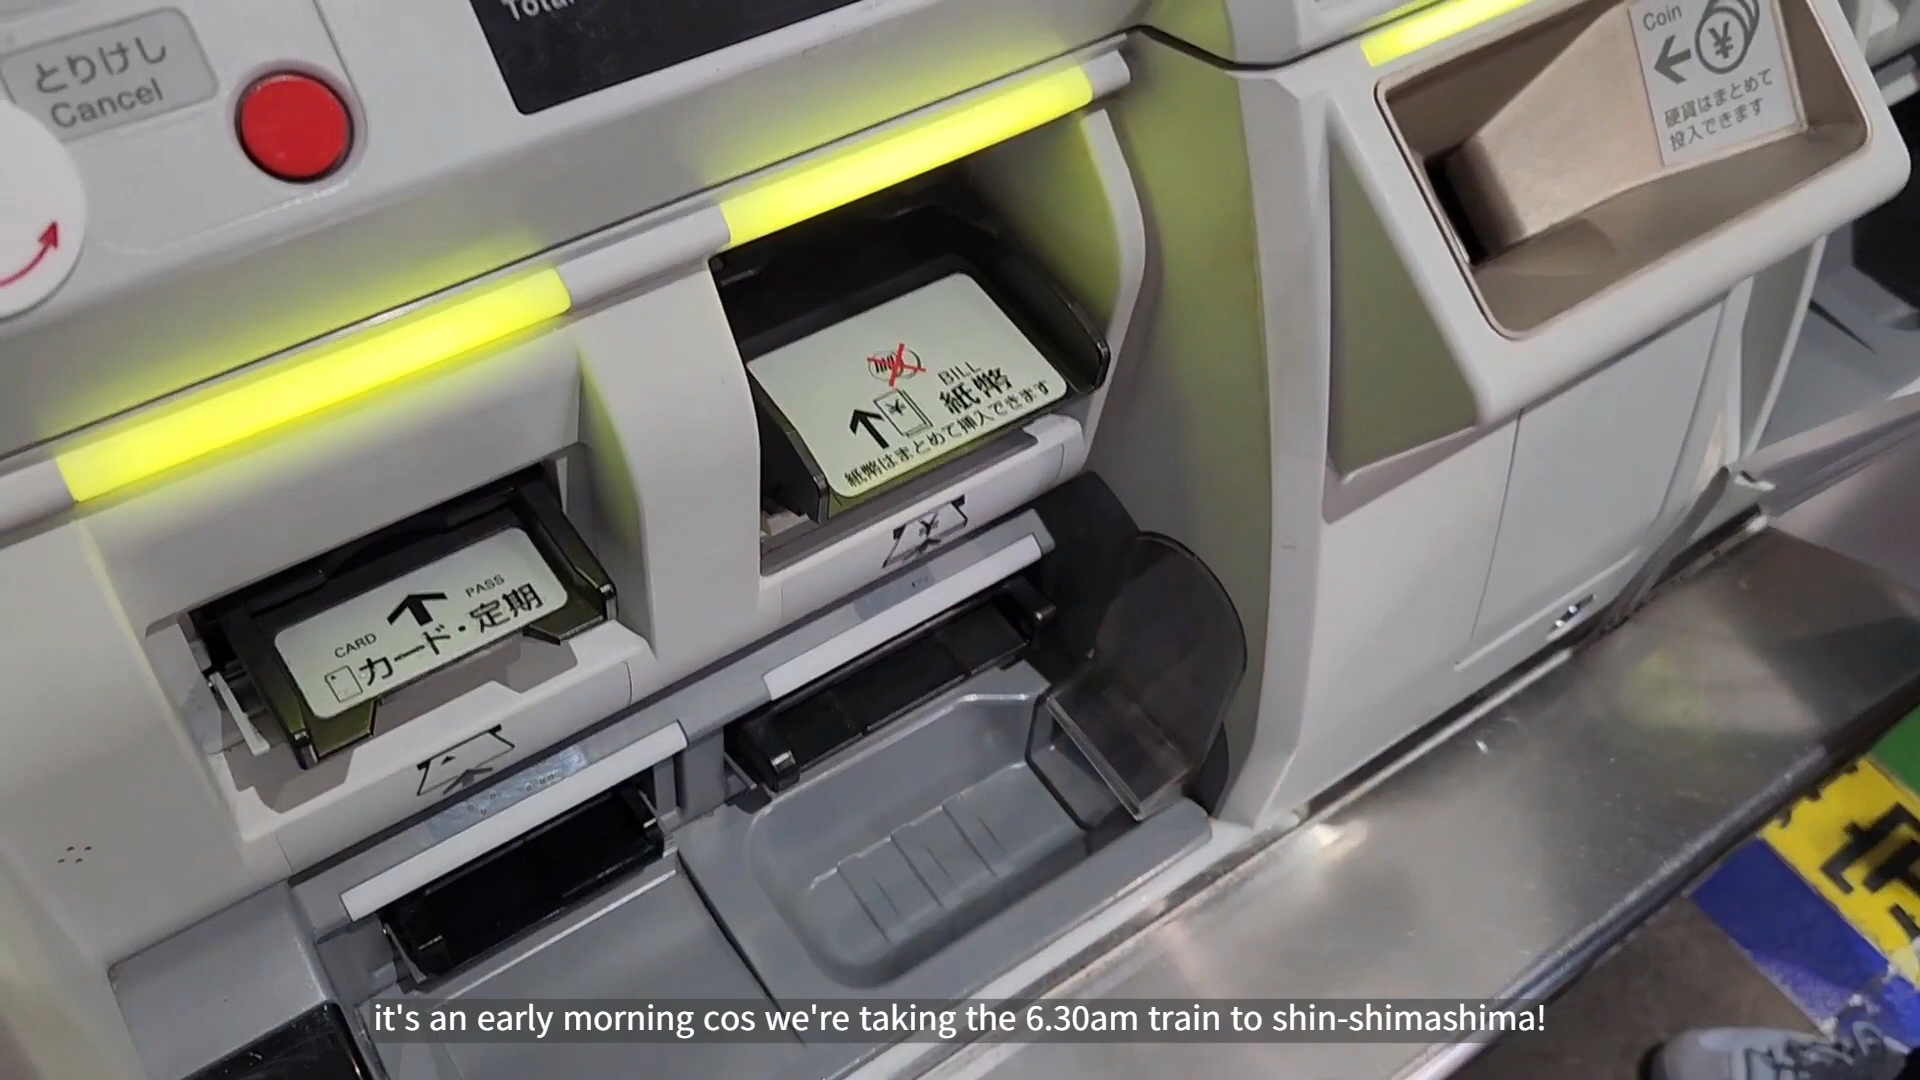 Total
とりけし
Cancel
Coin
硬貨はまとめて
投入できます
BILL
紙幣
紙幣はまとめて挿入できます
CARD
PASS
カード・定期
it's an early morning cos we're taking the 6.30am train to shin-shimashima!